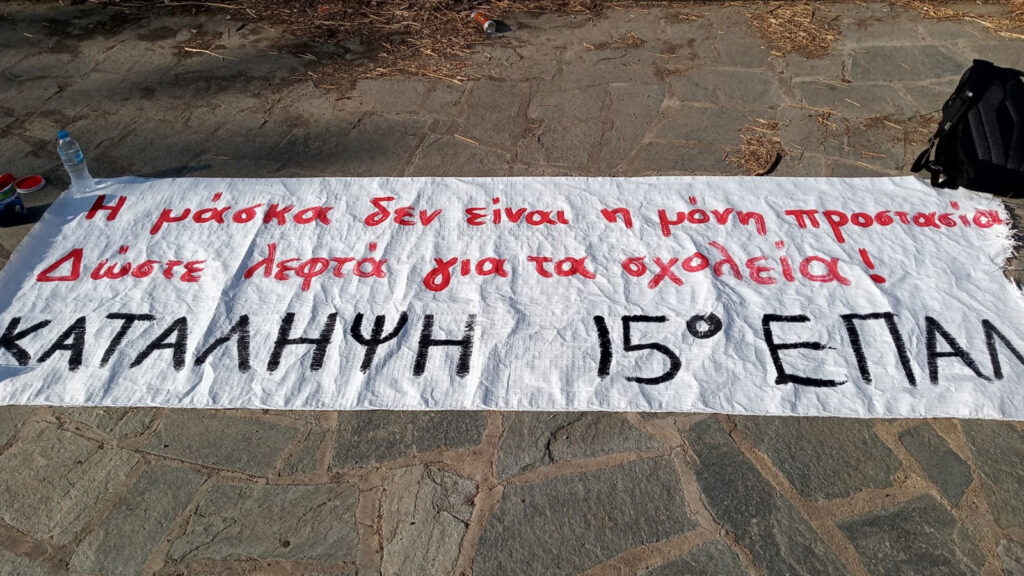 Η μάσκα δεν είναι η μόνη προστασία
Δώστε λεφτά για τα σχολεία!
ΚΑΤΑΛΗΨΗ 15° ΕΠΑΛ